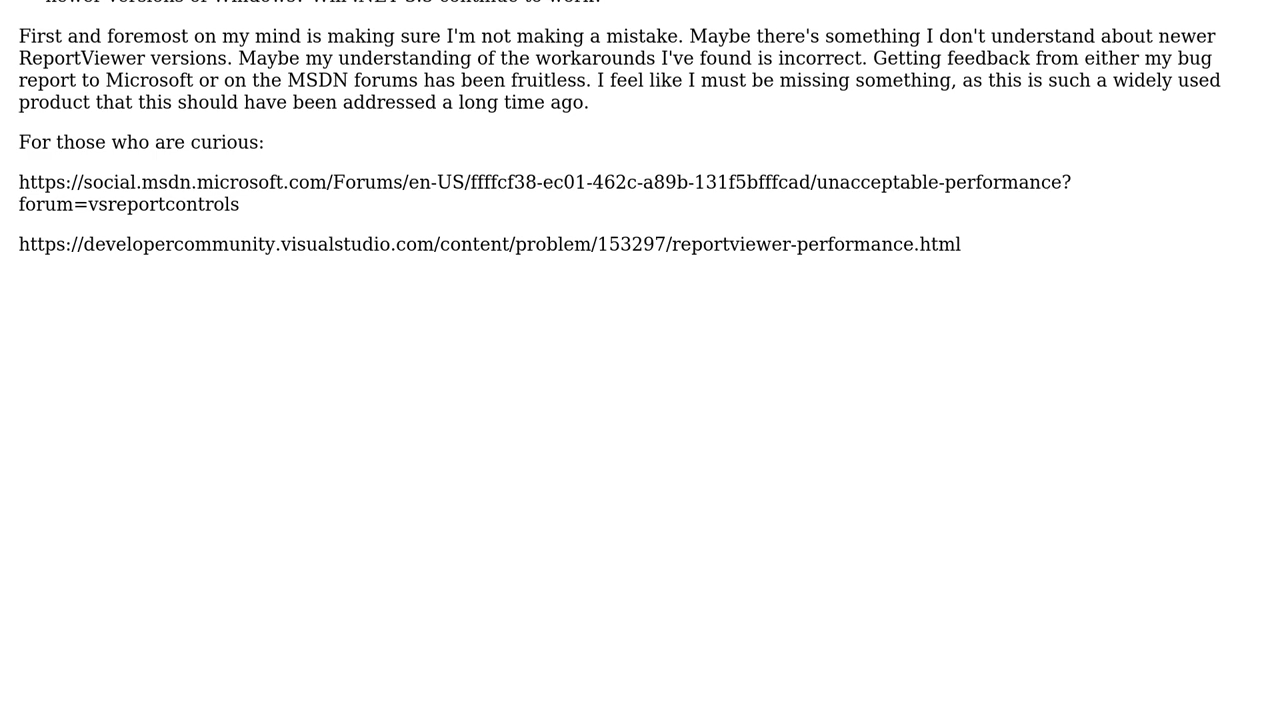 First and foremost on my mind is making sure I'm not making a mistake. Maybe there's something I don't understand about newer
ReportViewer versions. Maybe my understanding of the workarounds I've found is incorrect. Getting feedback from either my bug
report to Microsoft or on the MSDN forums has been fruitless. I feel like I must be missing something, as this is such a widely used
product that this should have been addressed a long time ago.
For those who are curious:
https://social.msdn.microsoft.com/Forums/en-US/ffffcf38-ec01-462c-a89b-131f5bfffcad/unacceptable-performance?
forum=vsreportcontrols
https://developercommunity.visualstudio.com/content/problem/153297/reportviewer-performance.html